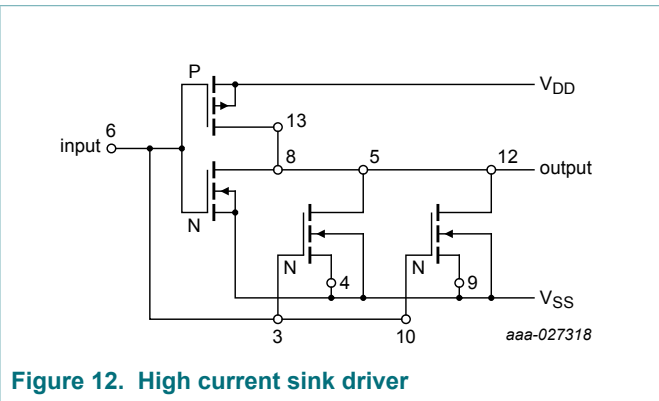 P
V_DD
13
6
input
8
5
12
output
N
N
4
N
9
V_SS
3
10
aaa-027318
Figure 12. High current sink driver